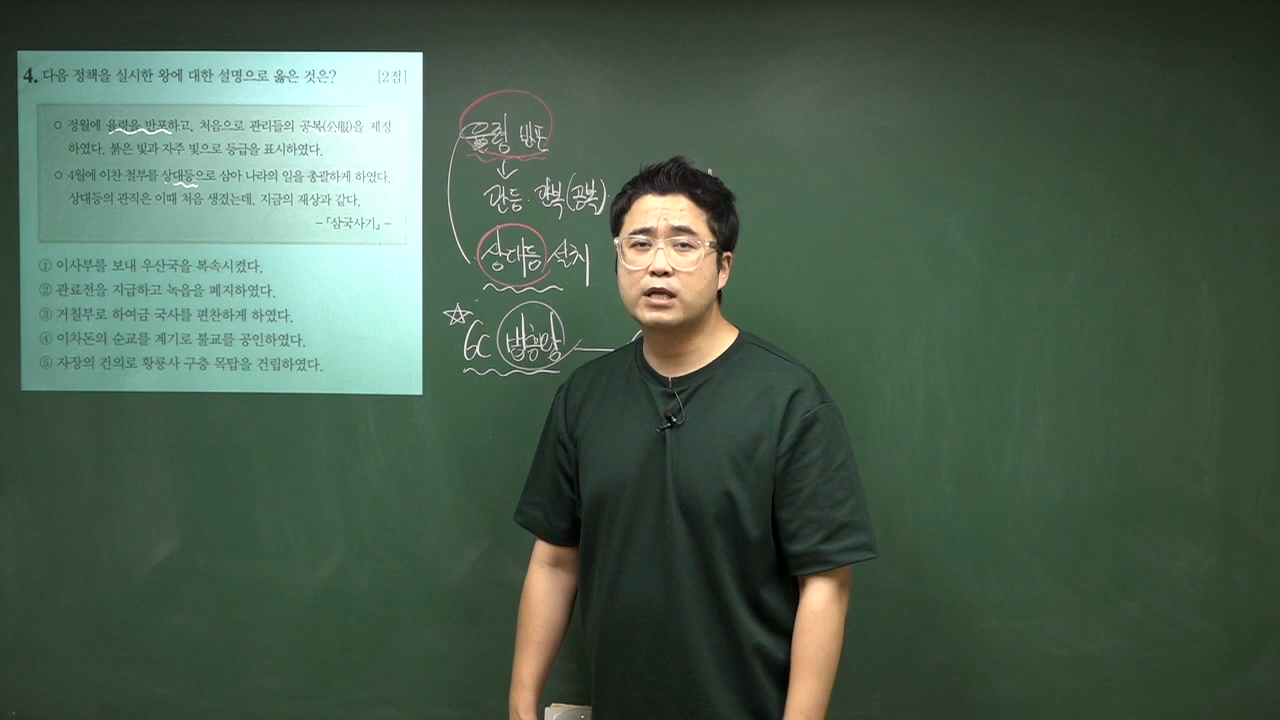 4. 다음 정책을 실시한 왕에 대한 설명으로 옳은 것은? [2점]
○ 정월에 율령을 반포하고, 처음으로 관리들의 공복(公服)을 제정
하였다. 붉은 빛과 자주 빛으로 등급을 표시하였다.
○ 4월에 이찬 철부를 상대등으로 삼아 나라의 일을 총괄하게 하였다.
상대등의 관직은 이때 처음 생겼는데, 지금의 재상과 같다.
-『삼국사기』-
① 이사부를 보내 우산국을 복속시켰다.
② 관료전을 지급하고 녹읍을 폐지하였다.
③ 거칠부로 하여금 국사를 편찬하게 하였다.
④ 이차돈의 순교를 계기로 불교를 공인하였다.
⑤ 자장의 건의로 황룡사 구층 목탑을 건립하였다.
율령 반포
관등·관복(공복)
상대등 설치
6C 법흥왕